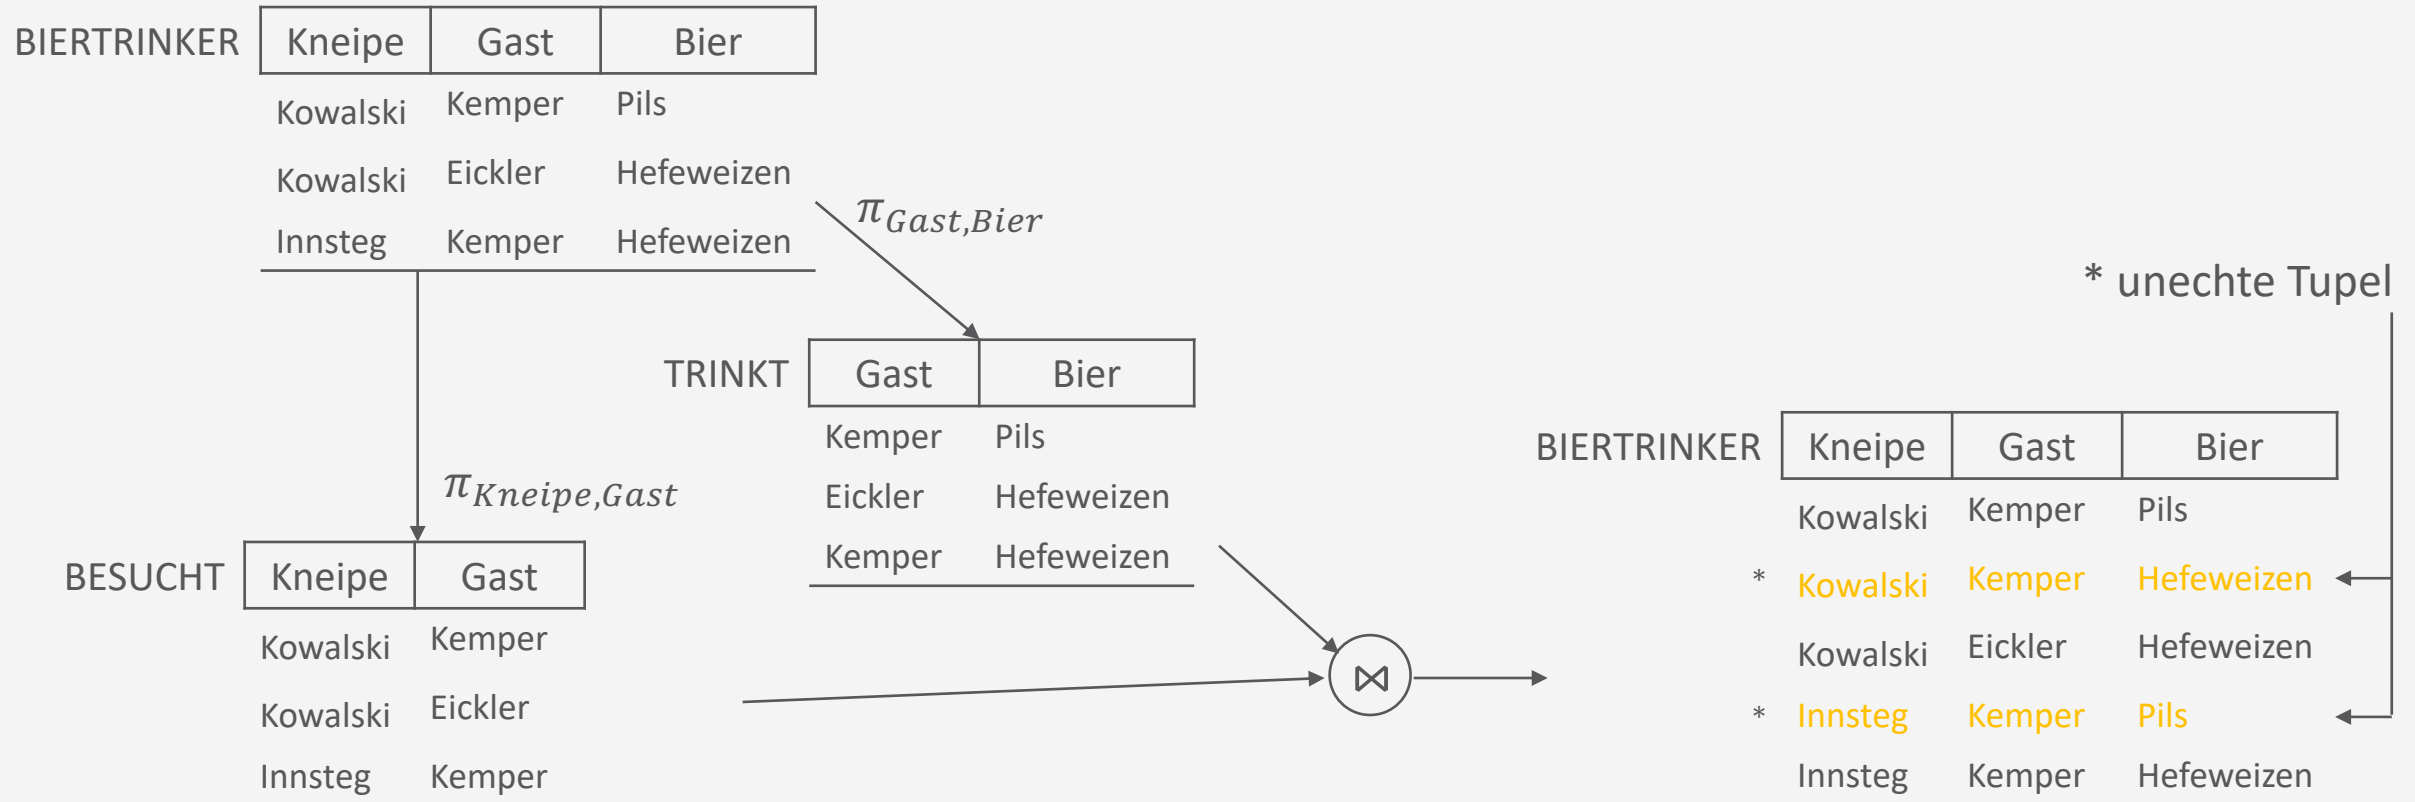 BIERTRINKER Kneipe Gast Bier
Kowalski Kemper Pils
Kowalski Eickler Hefeweizen
Innsteg Kemper Hefeweizen
π Gast,Bier
* unechte Tupel
TRINKT Gast Bier
Kemper Pils
Eickler Hefeweizen
Kemper Hefeweizen
π Kneipe,Gast
BESUCHT Kneipe Gast
Kowalski Kemper
Kowalski Eickler
Innsteg Kemper
⋈
BIERTRINKER Kneipe Gast Bier
Kowalski Kemper Pils
* Kowalski Kemper Hefeweizen
Kowalski Eickler Hefeweizen
* Innsteg Kemper Pils
Innsteg Kemper Hefeweizen